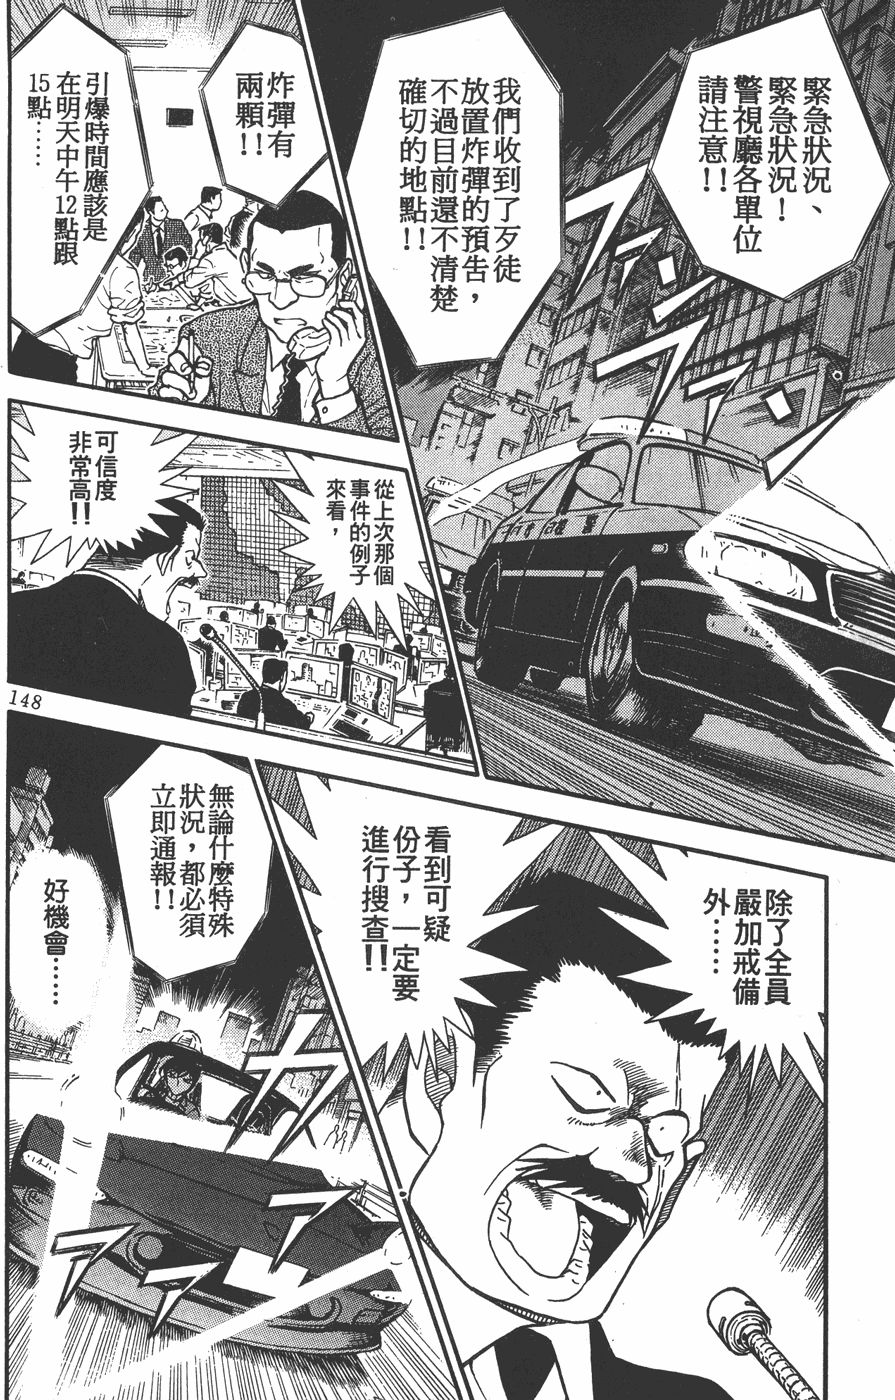 緊急狀況、
緊急狀況！
警視廳各單位
請注意！！
我們收到了歹徒
放置炸彈的預告，
不過目前還不清楚
確切的地點！！
炸彈有
兩顆！！
引爆時間應該是
在明天中午12點跟
15點……
從上次那個
事件的例子
來看，
可信度
非常高！！
148
除了全員
嚴加戒備
外……
看到可疑
份子，一定要
進行搜查！！
無論什麼特殊
狀況，都必須
立即通報！！
好機會……